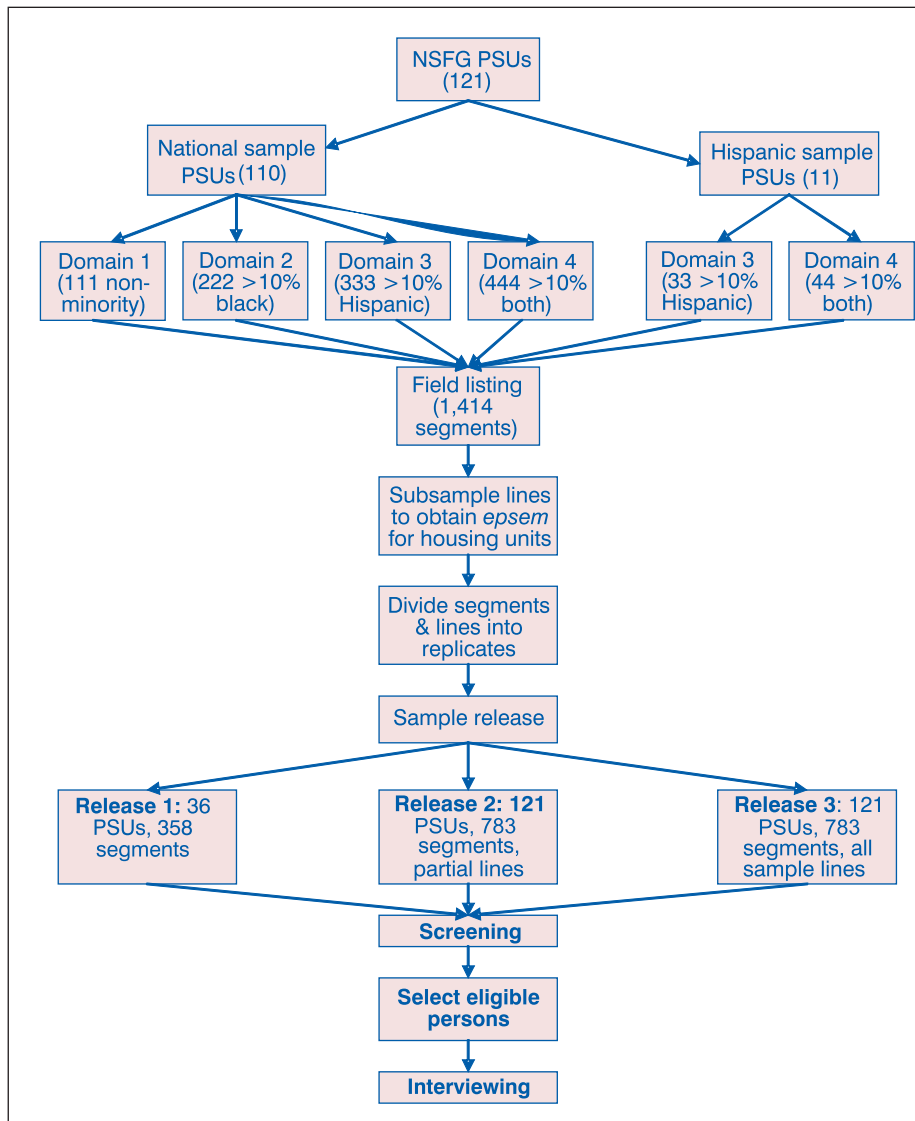 NSFG PSUs
(121)
National sample
PSUs (110)
Hispanic sample
PSUs (11)
Domain 1
(111 non-
minority)
Domain 2
(222 >10%
black)
Domain 3
(333 >10%
Hispanic)
Domain 4
(444 >10%
both)
Domain 3
(33 >10%
Hispanic)
Domain 4
(44 >10%
both)
Field listing
(1,414
segments)
Subsample lines
to obtain epsem
for housing units
Divide segments
& lines into
replicates
Sample release
Release 1: 36
PSUs, 358
segments
Release 2: 121
PSUs, 783
segments,
partial lines
Release 3: 121
PSUs, 783
segments, all
sample lines
Screening
Select eligible
persons
Interviewing